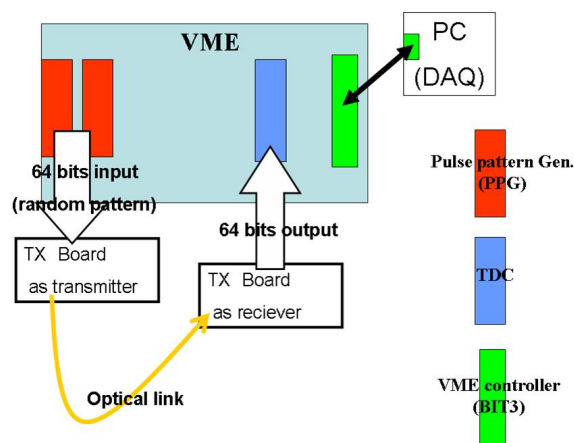 VME
PC
(DAQ)
64 bits input
(random pattern)
64 bits output
TX Board
as transmitter
TX Board
as reciever
Optical link
Pulse pattern Gen.
(PPG)
TDC
VME controller
(BIT3)